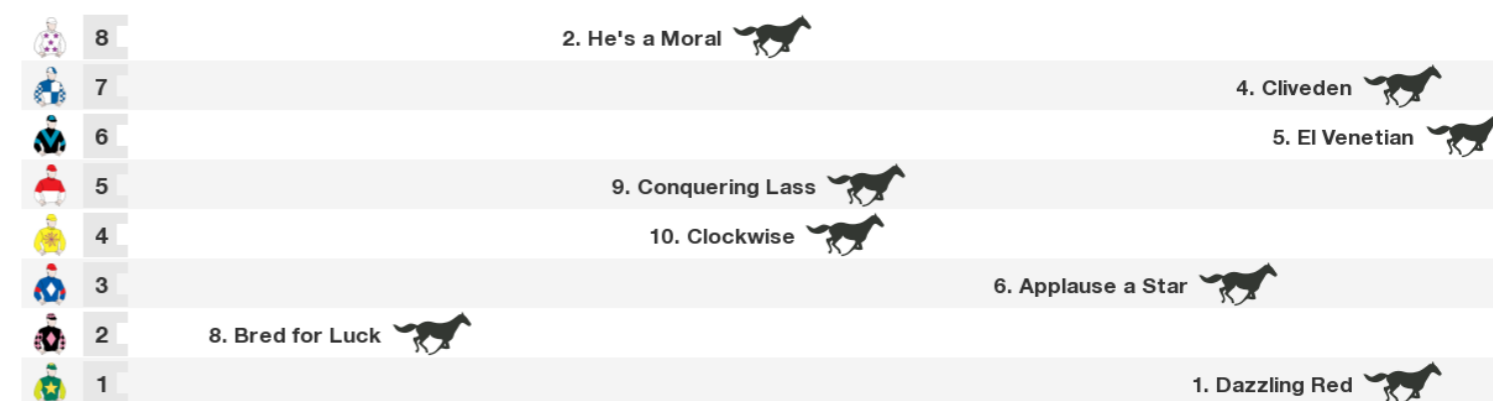 8 2. He's a Moral
7 4. Cliveden
6 5. El Venetian
5 9. Conquering Lass
4 10. Clockwise
3 6. Applause a Star
2 8. Bred for Luck
1 1. Dazzling Red